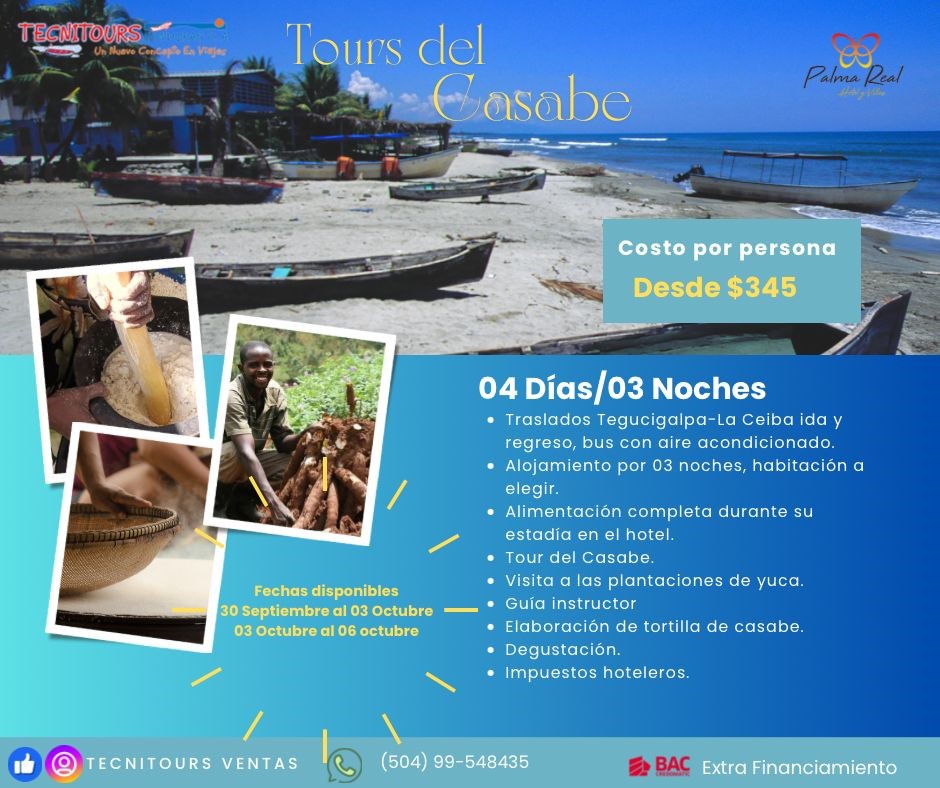 TECNITOURS
Un Nuevo Concepto En Viajes
Tours del
Casabe
Palma Real
Hotel y Villas
Costo por persona
Desde $345
04 Días/03 Noches
Traslados Tegucigalpa-La Ceiba ida y
regreso, bus con aire acondicionado.
Alojamiento por 03 noches, habitación a
elegir.
Alimentación completa durante su
estadía en el hotel.
Tour del Casabe.
Visita a las plantaciones de yuca.
Guía instructor
Elaboración de tortilla de casabe.
Degustación.
Impuestos hoteleros.
Fechas disponibles
30 Septiembre al 03 Octubre
03 Octubre al 06 octubre
TECNITOURS VENTAS
(504) 99-548435
BAC
CREDOMATIC
Extra Financiamiento